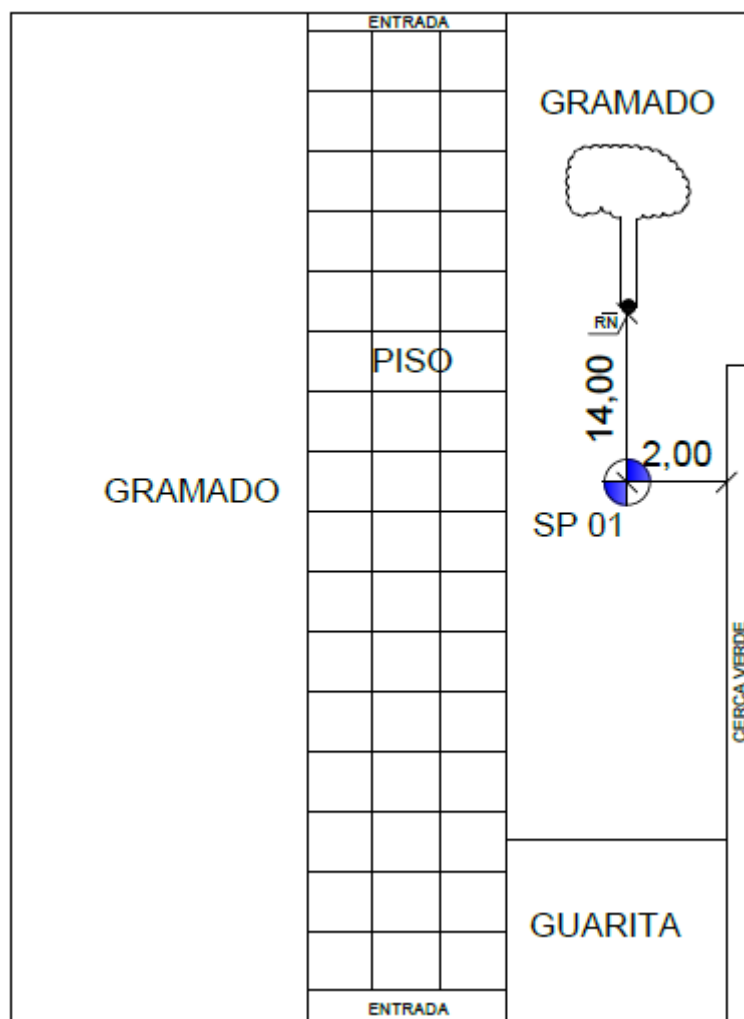 ENTRADA
GRAMADO
RN
PISO
14,00
2,00
GRAMADO
SP 01
CERCA VERDE
GUARITA
ENTRADA